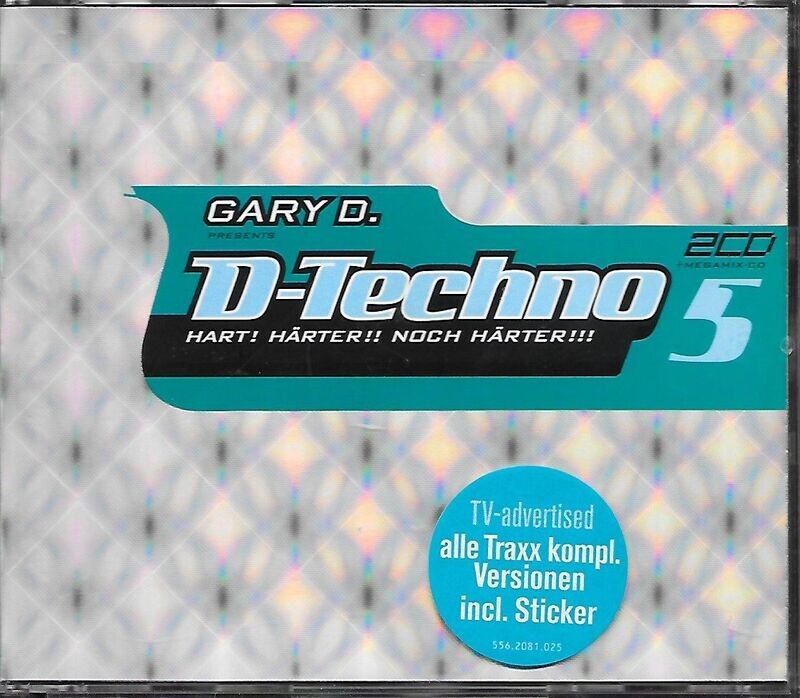 GARY D.
PRESENTS
D-Techno
HART! HÄRTER!! NOCH HÄRTER!!!
2CD
+MEGAMIX-CD
5
TV-advertised
alle Traxx kompl.
Versionen
incl. Sticker
556.2081.025